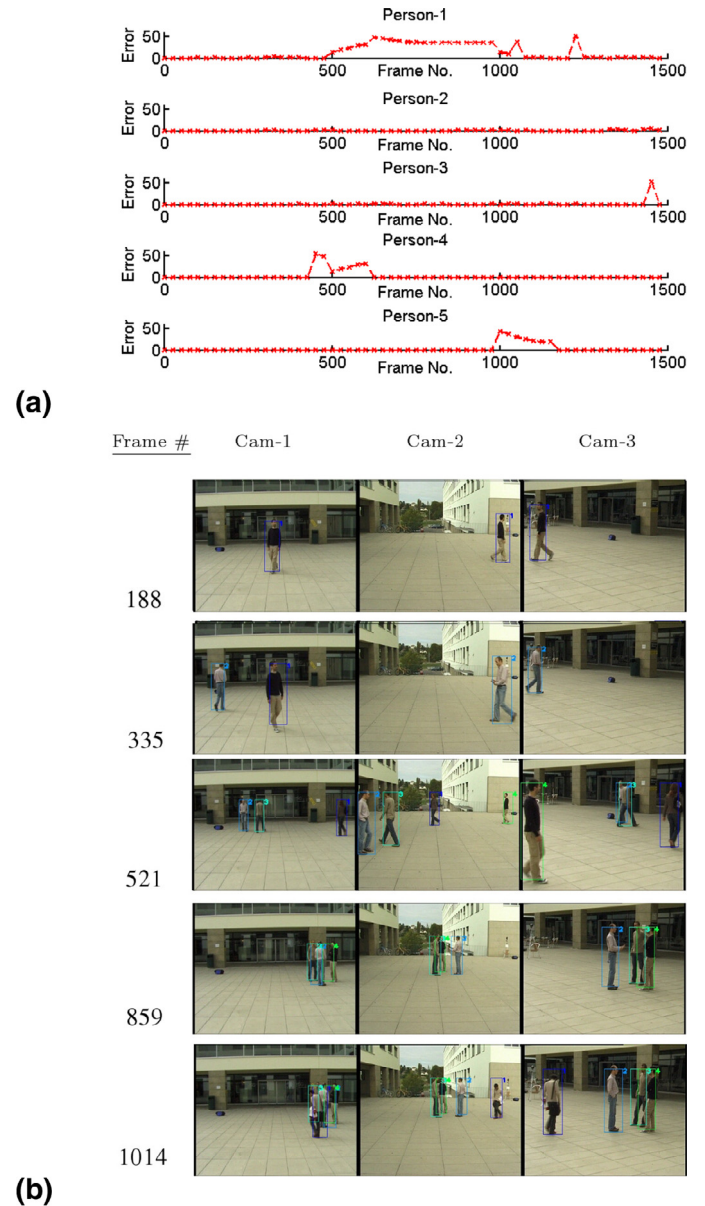 Person-1
Error
50
0
0 500 1000 1500
Frame No.
Person-2
Error
50
0
0 500 1000 1500
Frame No.
Person-3
Error
50
0
0 500 1000 1500
Frame No.
Person-4
Error
50
0
0 500 1000 1500
Frame No.
Person-5
Error
50
0
0 500 1000 1500
Frame No.
(a)
Frame # Cam-1 Cam-2 Cam-3
188
335
521
859
1014
(b)